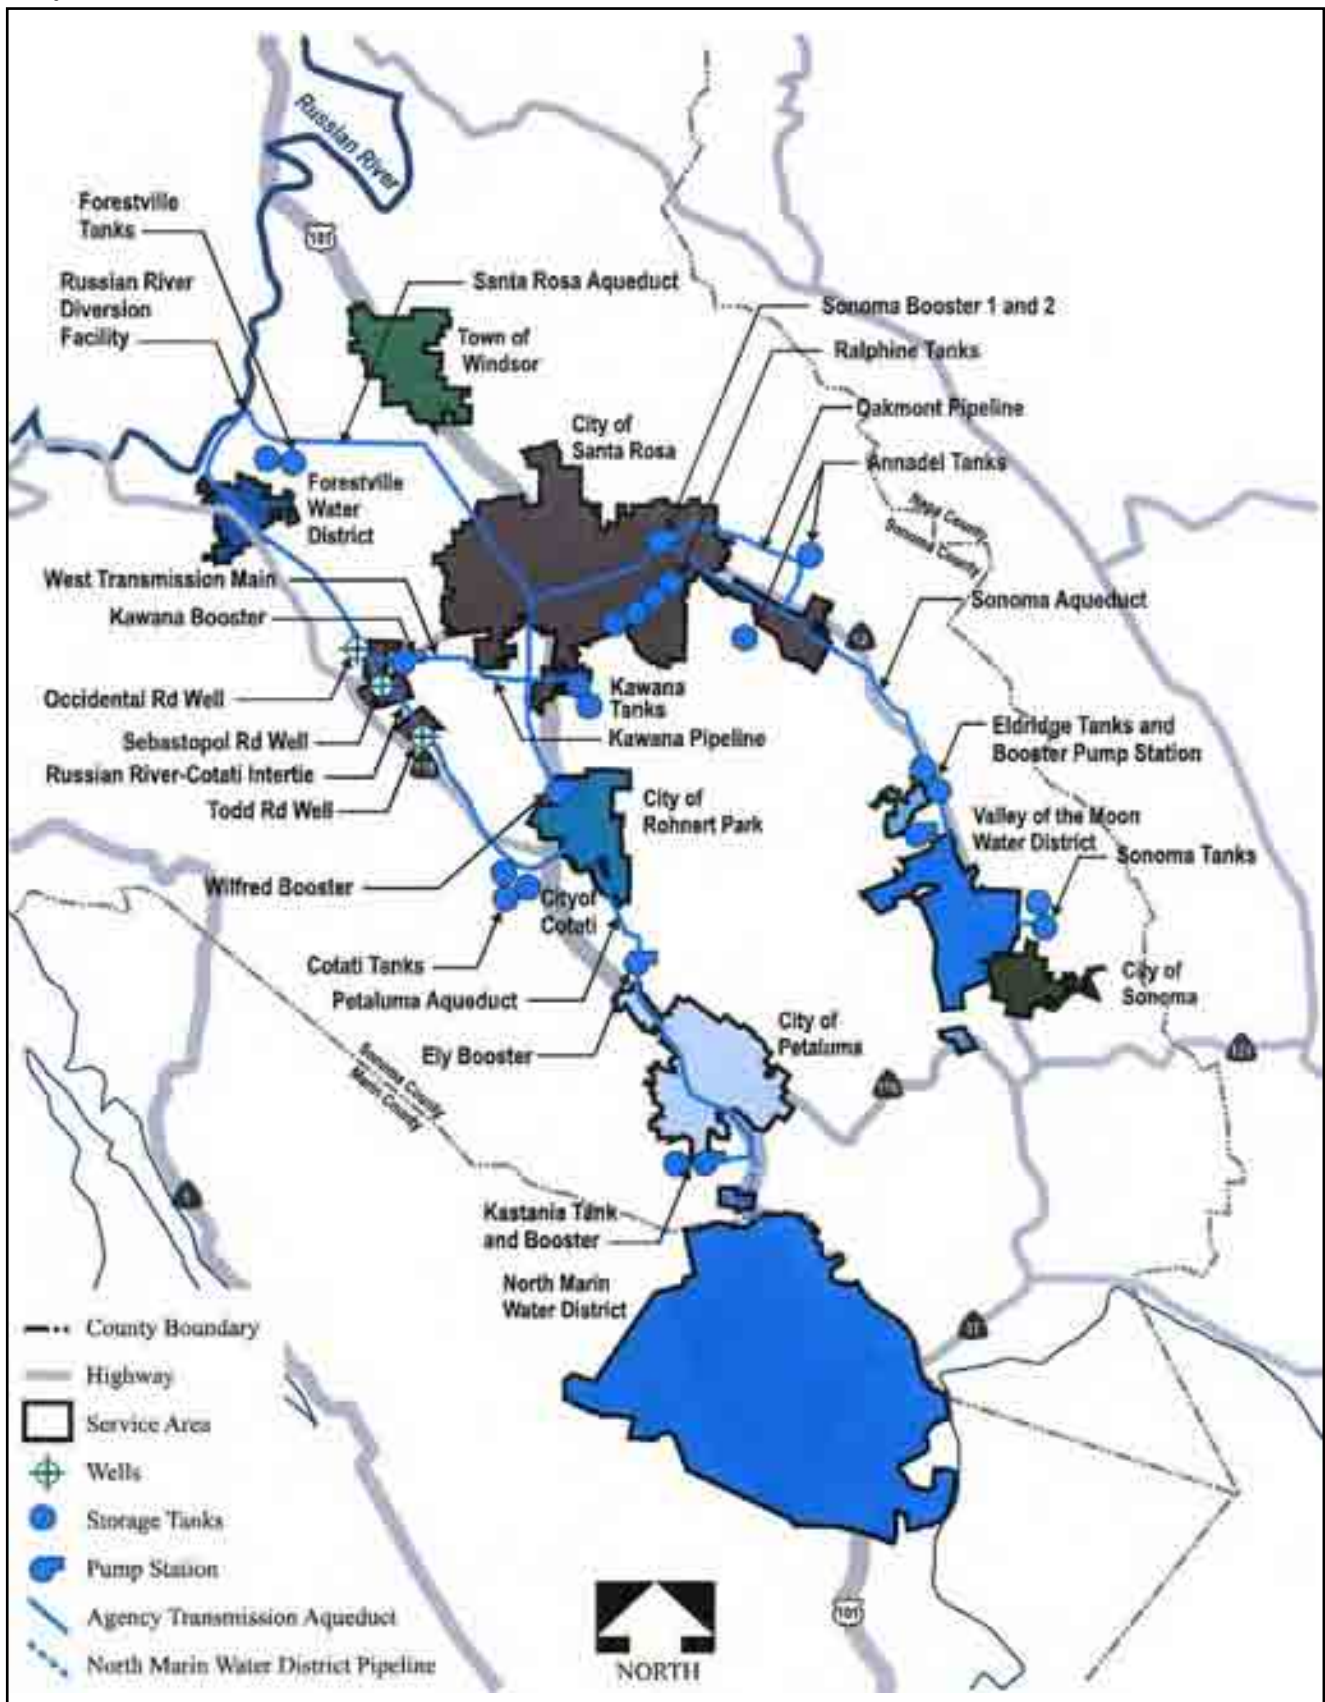 Russian River
Forestville
Tanks
101
Russian River
Diversion
Facility
Santa Rosa Aqueduct
Town of
Windsor
Sonoma Booster 1 and 2
Ralphine Tanks
Oakmont Pipeline
Annadel Tanks
City of
Santa Rosa
Forestville
Water
District
Napa County
Sonoma County
West Transmission Main
Kawana Booster
Sonoma Aqueduct
Occidental Rd Well
Sebastopol Rd Well
Russian River-Cotati Intertie
Todd Rd Well
Kawana
Tanks
Kawana Pipeline
Eldridge Tanks and
Booster Pump Station
City of
Rohnert Park
Valley of the Moon
Water District
Sonoma Tanks
Wilfred Booster
City of
Cotati
Cotati Tanks
Petaluma Aqueduct
City of
Sonoma
Ely Booster
City of
Petaluma
Sonoma County
Marin County
Kastania Tank
and Booster
North Marin
Water District
County Boundary
Highway
Service Area
Wells
Storage Tanks
Pump Station
Agency Transmission Aqueduct
North Marin Water District Pipeline
37
101
NORTH